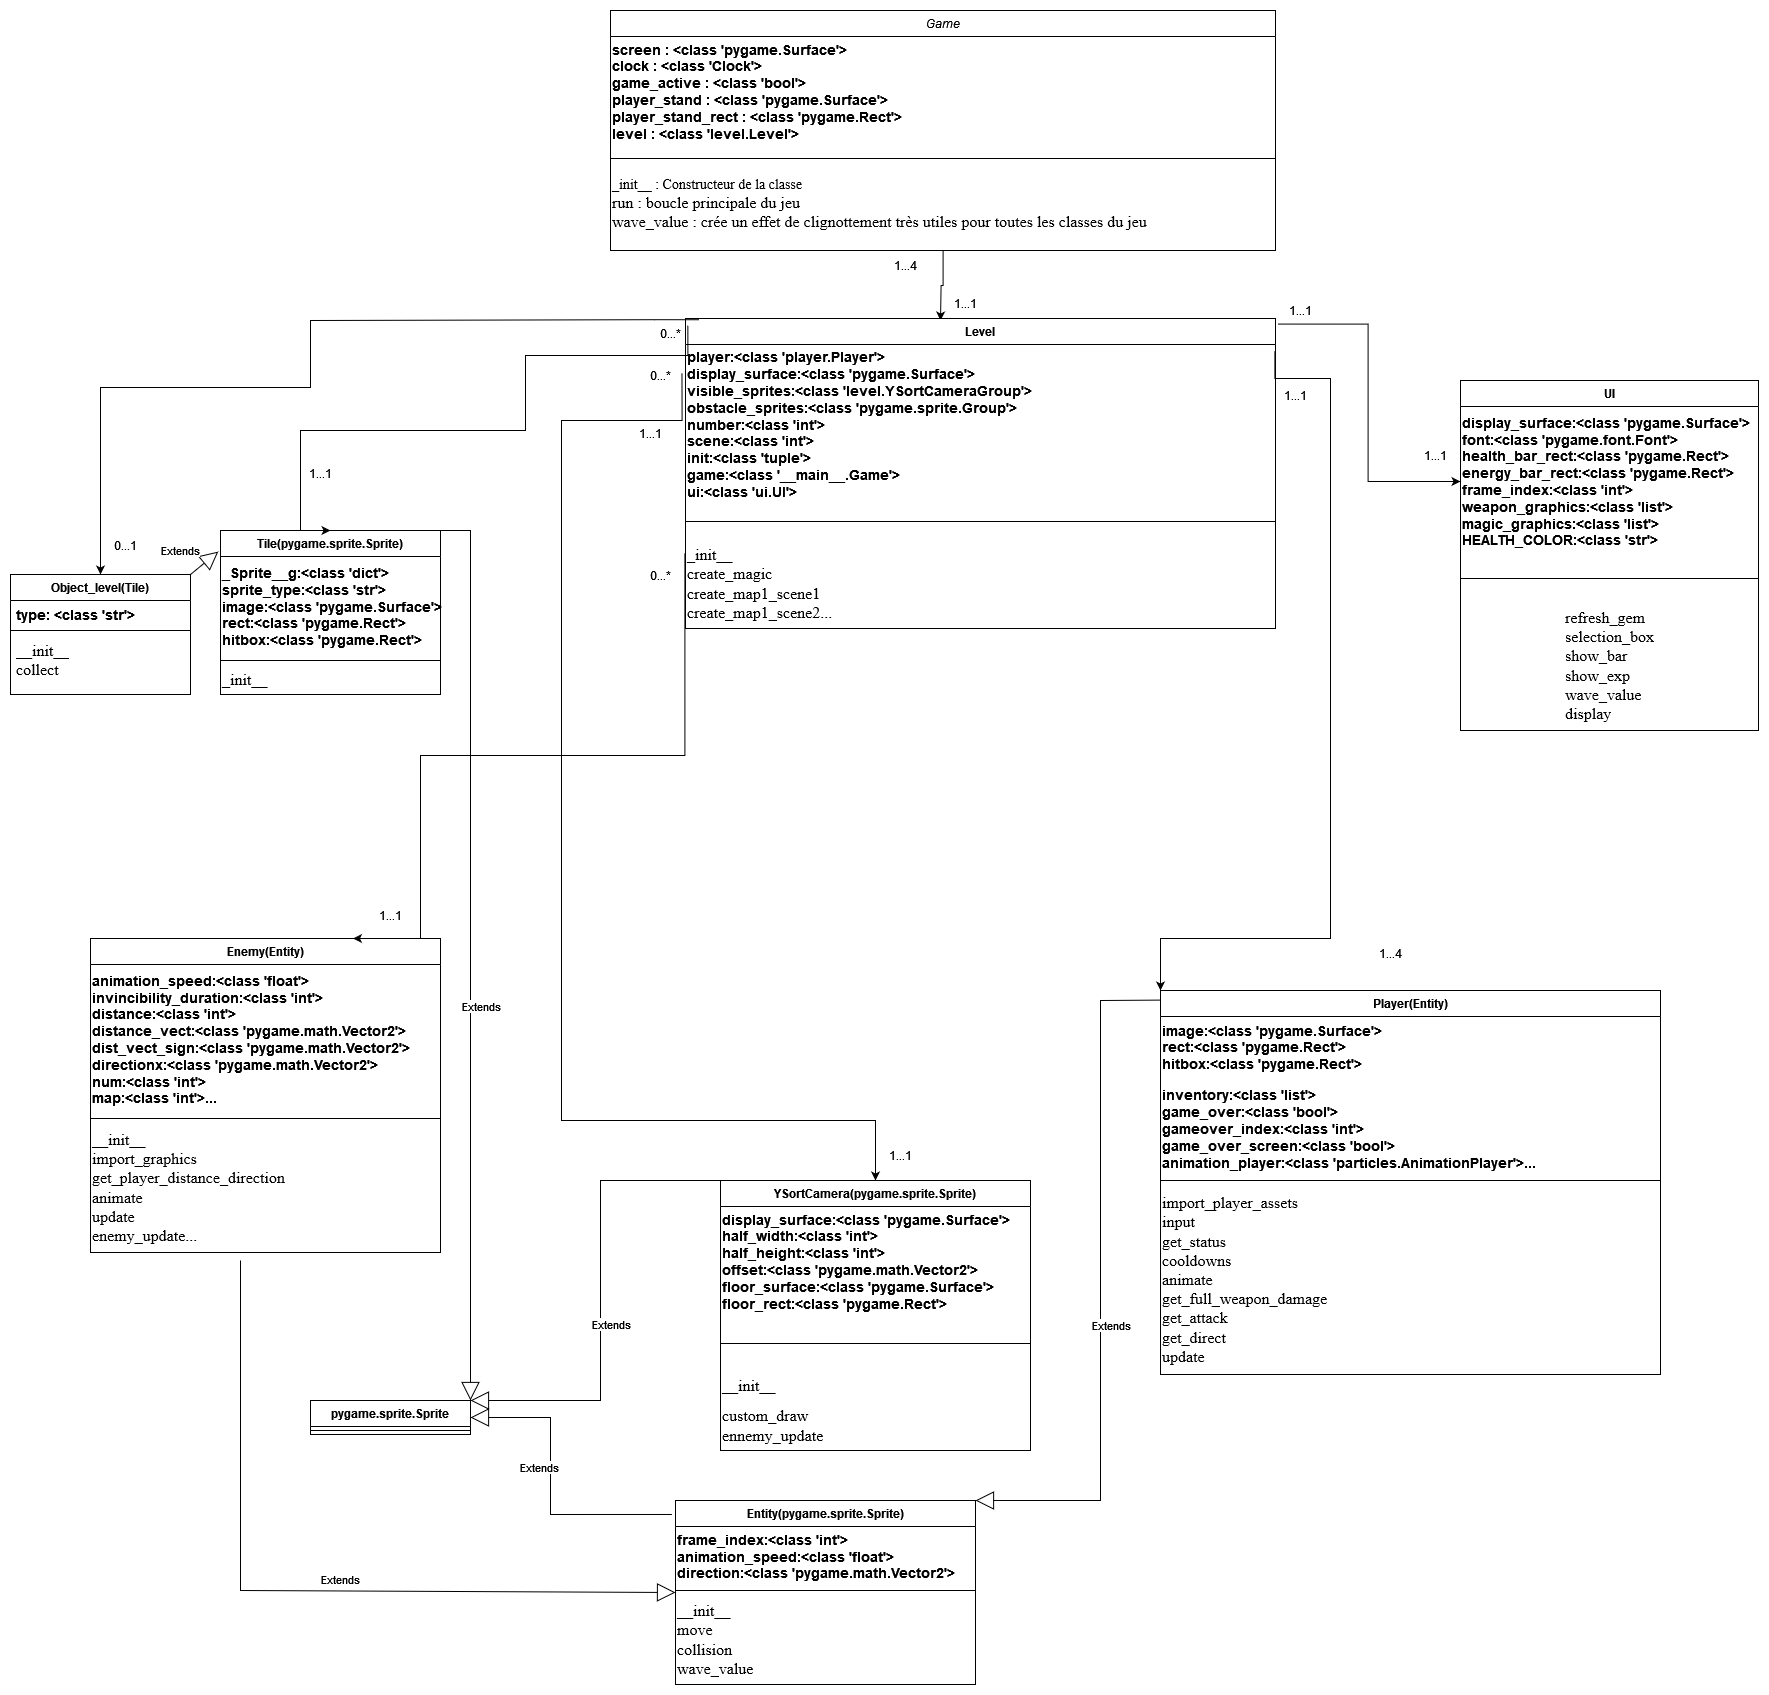 Game
screen : <class 'pygame.Surface'>
clock : <class 'Clock'>
game_active : <class 'bool'>
player_stand : <class 'pygame.Surface'>
player_stand_rect : <class 'pygame.Rect'>
level : <class 'level.Level'>
_init__ : Constructeur de la classe
run : boucle principale du jeu
wave_value : crée un effet de clignottement très utiles pour toutes les classes du jeu
1...4
1...1
0...*
0...*
1...1
0...*
1...1
1...1
Level
player:<class 'player.Player'>
display_surface:<class 'pygame.Surface'>
visible_sprites:<class 'level.YSortCameraGroup'>
obstacle_sprites:<class 'pygame.sprite.Group'>
number:<class 'int'>
scene:<class 'int'>
init:<class 'tuple'>
game:<class '__main__.Game'>
ui:<class 'ui.UI'>
_init__
create_magic
create_map1_scene1
create_map1_scene2...
1...1
UI
display_surface:<class 'pygame.Surface'>
font:<class 'pygame.font.Font'>
health_bar_rect:<class 'pygame.Rect'>
energy_bar_rect:<class 'pygame.Rect'>
frame_index:<class 'int'>
weapon_graphics:<class 'list'>
magic_graphics:<class 'list'>
HEALTH_COLOR:<class 'str'>
refresh_gem
selection_box
show_bar
show_exp
wave_value
display
0...1
Extends
Object_level(Tile)
type: <class 'str'>
__init__
collect
1...1
Tile(pygame.sprite.Sprite)
_Sprite__g:<class 'dict'>
sprite_type:<class 'str'>
image:<class 'pygame.Surface'>
rect:<class 'pygame.Rect'>
hitbox:<class 'pygame.Rect'>
_init__
1...1
Enemy(Entity)
animation_speed:<class 'float'>
invincibility_duration:<class 'int'>
distance:<class 'int'>
distance_vect:<class 'pygame.math.Vector2'>
dist_vect_sign:<class 'pygame.math.Vector2'>
directionx:<class 'pygame.math.Vector2'>
num:<class 'int'>
map:<class 'int'>...
__init__
import_graphics
get_player_distance_direction
animate
update
enemy_update...
Extends
1...4
Player(Entity)
image:<class 'pygame.Surface'>
rect:<class 'pygame.Rect'>
hitbox:<class 'pygame.Rect'>
inventory:<class 'list'>
game_over:<class 'bool'>
gameover_index:<class 'int'>
game_over_screen:<class 'bool'>
animation_player:<class 'particles.AnimationPlayer'>...
import_player_assets
input
get_status
cooldowns
animate
get_full_weapon_damage
get_attack
get_direct
update
1...1
YSortCamera(pygame.sprite.Sprite)
display_surface:<class 'pygame.Surface'>
half_width:<class 'int'>
half_height:<class 'int'>
offset:<class 'pygame.math.Vector2'>
floor_surface:<class 'pygame.Surface'>
floor_rect:<class 'pygame.Rect'>
__init__
custom_draw
ennemy_update
Extends
Extends
pygame.sprite.Sprite
Extends
Entity(pygame.sprite.Sprite)
frame_index:<class 'int'>
animation_speed:<class 'float'>
direction:<class 'pygame.math.Vector2'>
__init__
move
collision
wave_value
Extends